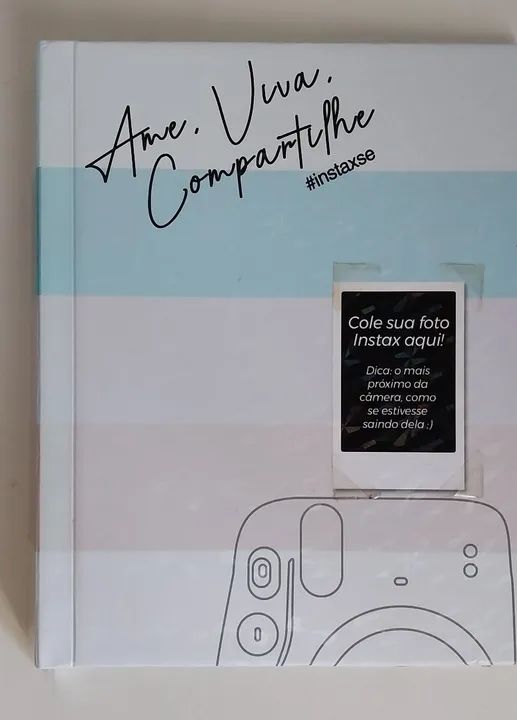 Ame. Viva.
Compartilhe
#instaxse
Cole sua foto
Instax aqui!
Dica: o mais
próximo da
câmera, como
se estivesse
saindo dela :)